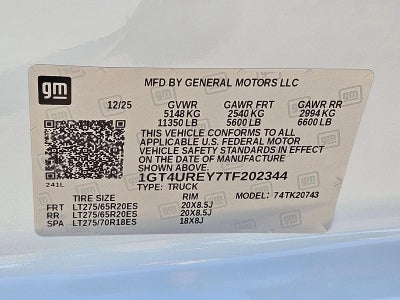 gm
MFD BY GENERAL MOTORS LLC
12/25 GVWR GAWR FRT GAWR RR
5148 KG 2540 KG 2994 KG
11350 LB 5600 LB 6600 LB
THIS VEHICLE CONFORMS TO ALL
APPLICABLE U.S. FEDERAL MOTOR
VEHICLE SAFETY STANDARDS IN EFFECT
ON THE DATE OF MANUFACTURE
SHOWN ABOVE.
241L 1GT4UREY7TF202344
TYPE: TRUCK MODEL: 74TK20743
TIRE SIZE RIM
FRT LT275/65R20ES 20X8.5J
RR LT275/65R20ES 20X8.5J
SPA LT275/70R18ES 18X8J